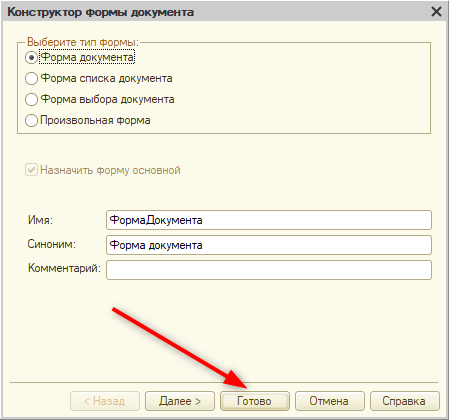 Конструктор формы документа
Выберите тип формы:
Форма документа
Форма списка документа
Форма выбора документа
Произвольная форма
Назначить форму основной
Имя: ФормаДокумента
Синоним: Форма документа
Комментарий:
< Назад Далее > Готово Отмена Справка